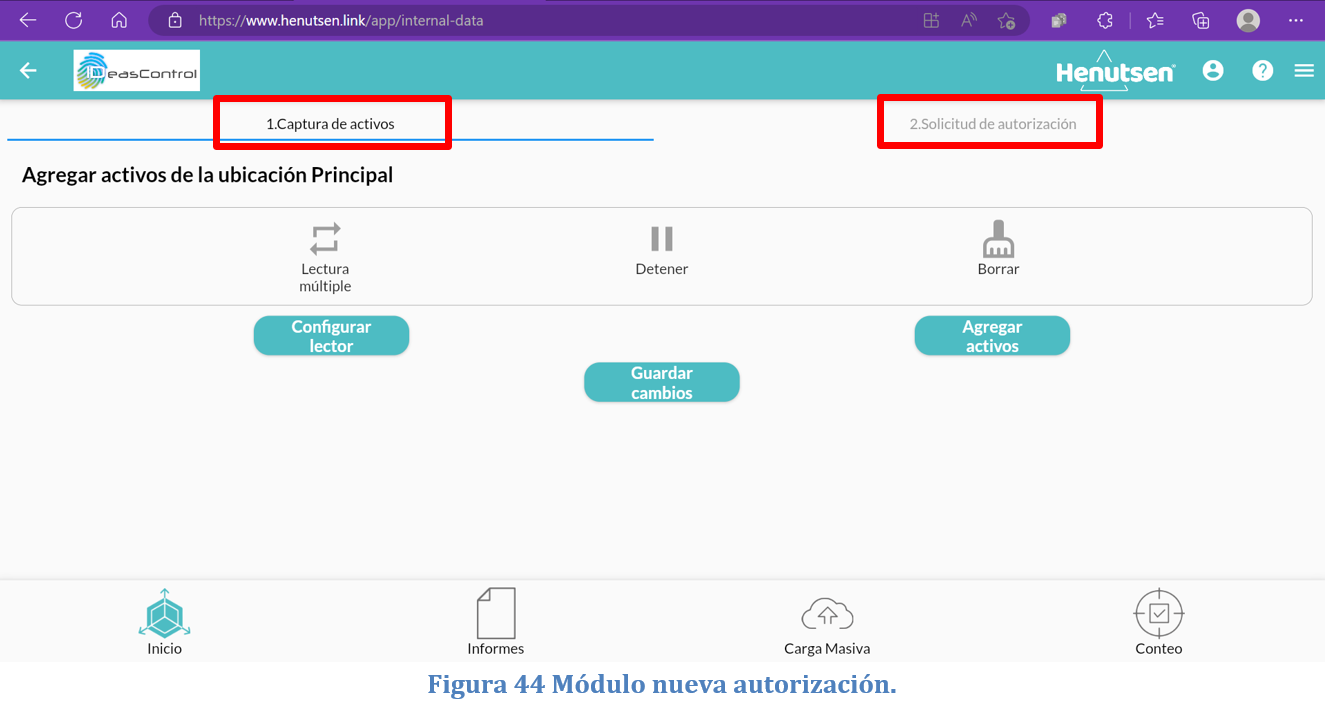 https://www.henutsen.link/app/internal-data
IDeasControl
Henutsen
1.Captura de activos
2.Solicitud de autorización
Agregar activos de la ubicación Principal
Lectura
múltiple
Detener
Borrar
Configurar
lector
Agregar
activos
Guardar
cambios
Inicio
Informes
Carga Masiva
Conteo
Figura 44 Módulo nueva autorización.